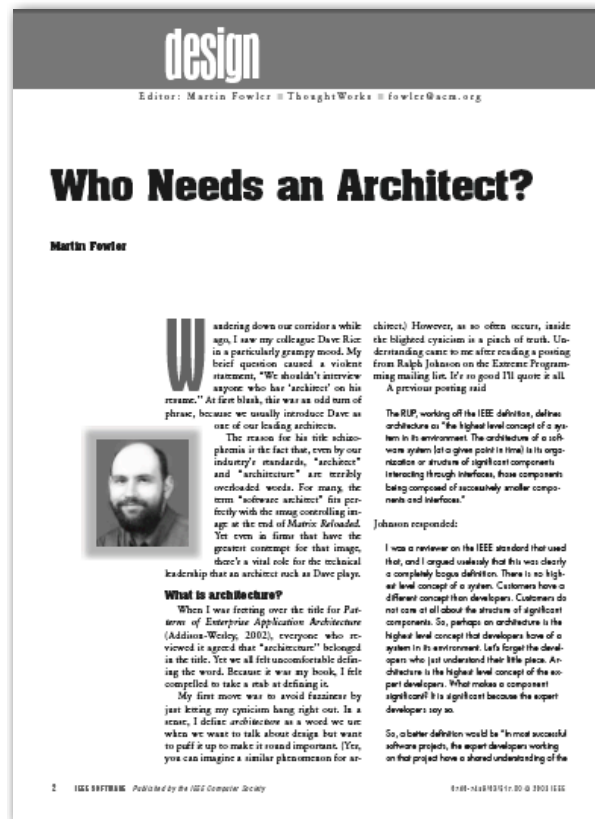 design
Editor: Martin Fowler ■ ThoughtWorks ■ fowler@acm.org
Who Needs an Architect?
Martin Fowler
Wandering down our corridor a while
ago, I saw my colleague Dave Rice
in a particularly grumpy mood. My
brief question caused a violent
statement, “We shouldn’t interview
anyone who has ‘architect’ on his
resume.” At first blush, this was an odd turn of
phrase, because we usually introduce Dave as
one of our leading architects.
The reason for his title schizo-
phrenia is the fact that, even by our
industry’s standards, “architect”
and “architecture” are terribly
overloaded words. For many, the
term “software architect” fits per-
fectly with the smug controlling im-
age at the end of Matrix Reloaded.
Yet even in firms that have the
greatest contempt for that image,
there’s a vital role for the technical
leadership that an architect such as Dave plays.
What is architecture?
When I was fretting over the title for Pat-
terns of Enterprise Application Architecture
(Addison-Wesley, 2002), everyone who re-
viewed it agreed that “architecture” belonged
in the title. Yet we all felt uncomfortable defin-
ing the word. Because it was my book, I felt
compelled to take a stab at defining it.
My first move was to avoid fuzziness by
just letting my cynicism hang right out. In a
sense, I define architecture as a word we use
when we want to talk about design but want
to puff it up to make it sound important. (Yes,
you can imagine a similar phenomenon for ar-
chitect.) However, as so often occurs, inside
the blighted cynicism is a pinch of truth. Un-
derstanding came to me after reading a posting
from Ralph Johnson on the Extreme Program-
ming mailing list. It’s so good I’ll quote it all.
A previous posting said
The RUP, working off the IEEE definition, defines
architecture as “the highest level concept of a sys-
tem in its environment. The architecture of a soft-
ware system (at a given point in time) is its orga-
nization or structure of significant components
interacting through interfaces, those components
being composed of successively smaller compo-
nents and interfaces.”
Johnson responded:
I was a reviewer on the IEEE standard that used
that, and I argued uselessly that this was clearly
a completely bogus definition. There is no high-
est level concept of a system. Customers have a
different concept than developers. Customers do
not care at all about the structure of significant
components. So, perhaps an architecture is the
highest level concept that developers have of a
system in its environment. Let’s forget the devel-
opers who just understand their little piece. Ar-
chitecture is the highest level concept of the ex-
pert developers. What makes a component
significant? It is significant because the expert
developers say so.
So, a better definition would be “In most successful
software projects, the expert developers working
on that project have a shared understanding of the
2 IEEE SOFTWARE Published by the IEEE Computer Society